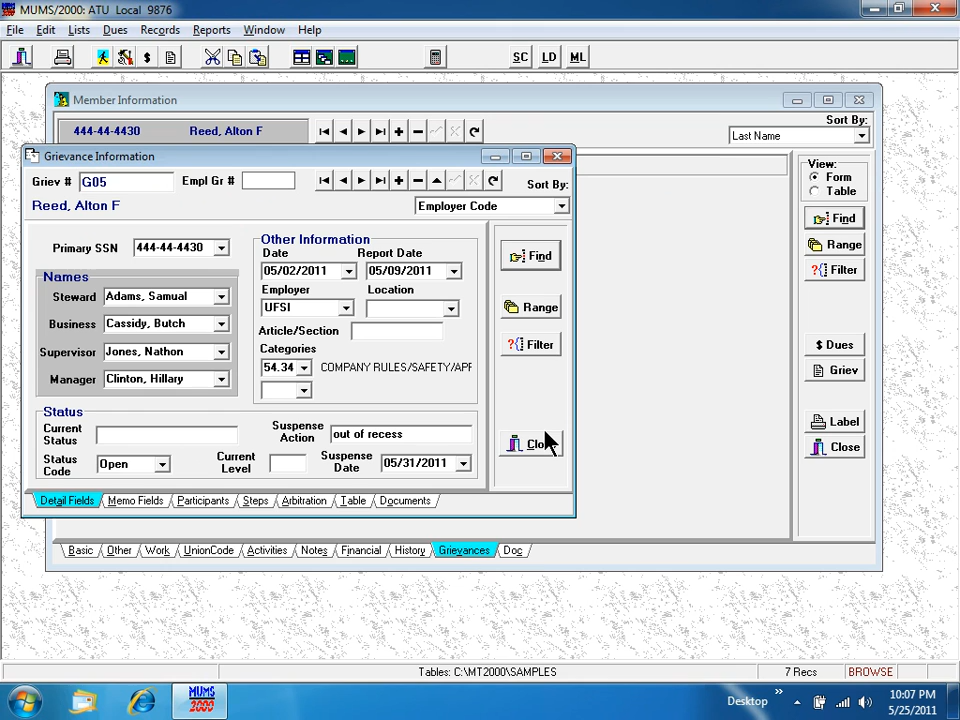 MUMS/2000: ATU Local 9876
File Edit Lists Dues Records Reports Window Help
$ SC LD ML
Member Information
444-44-4430 Reed, Alton F
Sort By:
Last Name
Grievance Information
Griev # G05 Empl Gr #
Sort By:
Reed, Alton F
Employer Code
View:
Form
Table
Find
Range
?{ Filter
$ Dues
Griev
Label
Close
Primary SSN 444-44-4430
Names
Steward Adams, Samual
Business Cassidy, Butch
Supervisor Jones, Nathon
Manager Clinton, Hillary
Other Information
Date Report Date
05/02/2011 05/09/2011
Employer Location
UFSI
Article/Section
Categories
54.34 COMPANY RULES/SAFETY/APF
Find
Range
?{ Filter
Status
Current Status
Suspense Action out of recess
Status Code Open
Current Level
Suspense Date 05/31/2011
Detail Fields Memo Fields Participants Steps Arbitration Table Documents
Basic Other Work UnionCode Activities Notes Financial History Grievances Doc
Tables: C:\MT2000\SAMPLES 7 Recs BROWSE
MUMS 2000
Desktop »
10:07 PM
5/25/2011